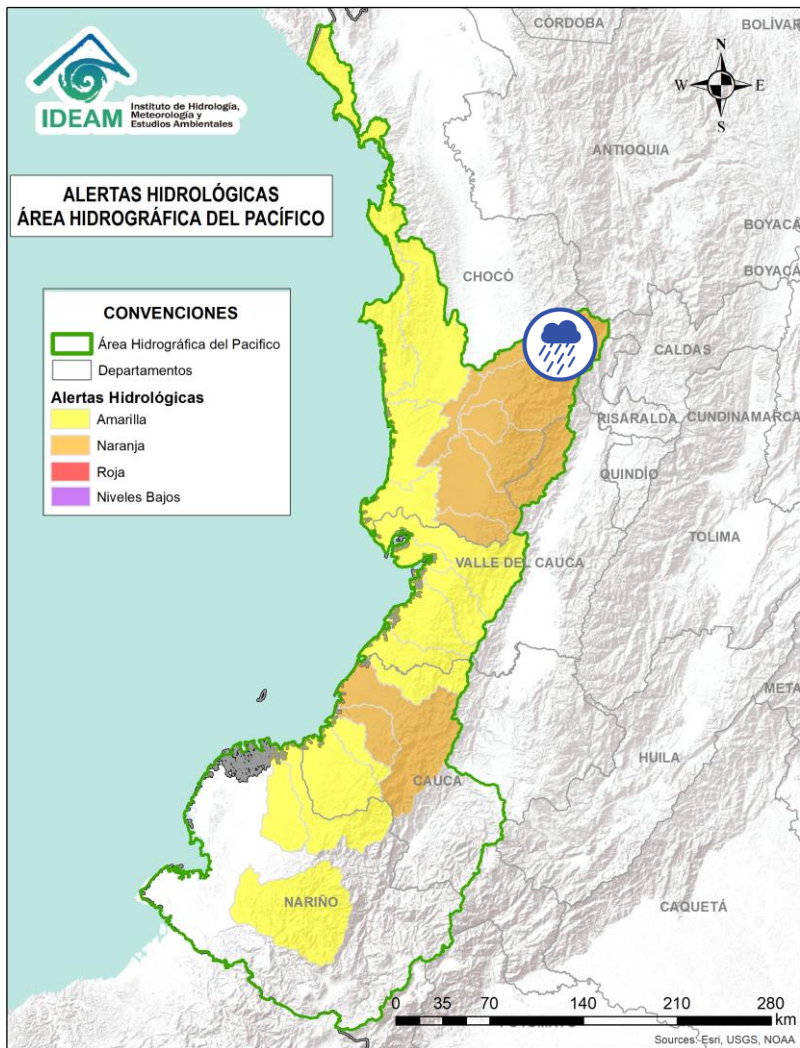 IDEAM
Instituto de Hidrología,
Meteorología y
Estudios Ambientales
CÓRDOBA
BOLÍVAR
N
W
E
S
ANTIOQUIA
ALERTAS HIDROLÓGICAS
ÁREA HIDROGRÁFICA DEL PACÍFICO
BOYACÁ
BOYACÁ
CHOCÓ
CONVENCIONES
Área Hidrográfica del Pacifico
Departamentos
Alertas Hidrológicas
Amarilla
Naranja
Roja
Niveles Bajos
CALDAS
RISARALDA
CUNDINAMARCA
QUINDÍO
TOLIMA
VALLE DEL CAUCA
META
HUILA
CAUCA
NARIÑO
CAQUETÁ
0 35 70 140 210 280
km
Sources: Esri, USGS, NOAA